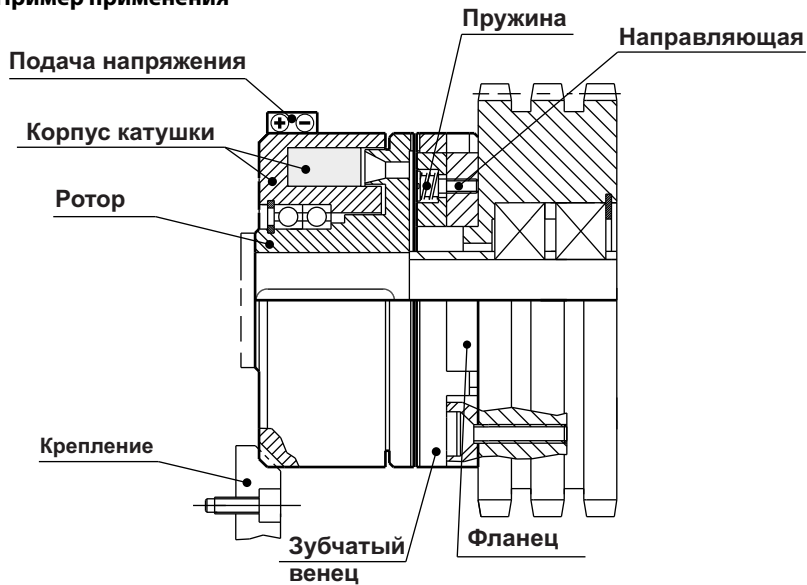 Пример применения
Пружина
Направляющая
Подача напряжения
Корпус катушки
Ротор
Крепление
Зубчатый
венец
Фланец